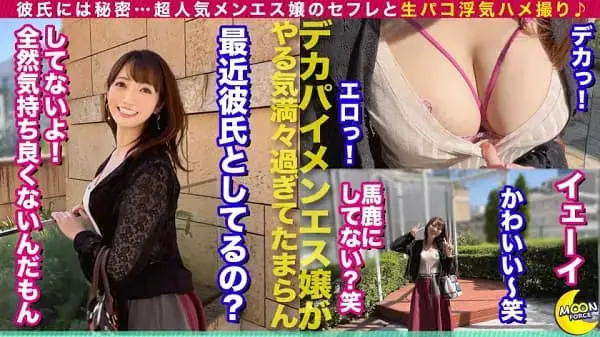 彼氏には秘密…超人気メンエス嬢のセフレと生パコ浮気ハメ撮り♪
してないよ！
全然気持ち良くないんだもん
最近彼氏としてるの？
デカパイメンエス嬢が
やる気満々過ぎてたまらん
デカっ！
エロっ！
馬鹿に
してない？笑
イェーイ
かわいい～笑
MOON
FORCE